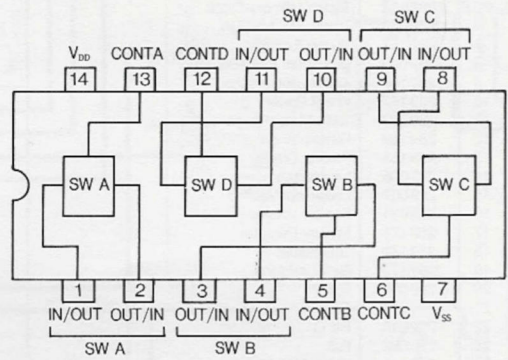 SW D SW C
V_DD CONTA CONTD IN/OUT OUT/IN OUT/IN IN/OUT
14 13 12 11 10 9 8
SW A SW D SW B SW C
1 2 3 4 5 6 7
IN/OUT OUT/IN OUT/IN IN/OUT CONTB CONTC V_SS
SW A SW B